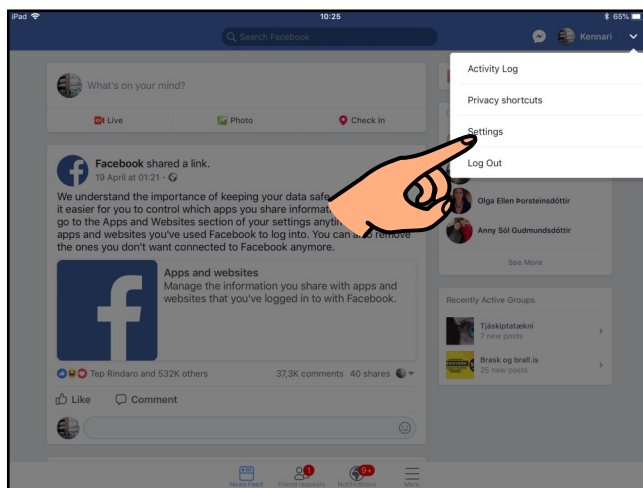 iPad
10:25
65%
Search Facebook
Kennari
Activity Log
Privacy shortcuts
Settings
Log Out
What's on your mind?
Live
Photo
Check In
Facebook shared a link.
19 April at 01:21 ·
We understand the importance of keeping your data safe
it easier for you to control which apps you share
go to the Apps and Websites section of your settings
apps and websites you've used Facebook to log into. You can
the ones you don't want connected to Facebook anymore.
Apps and websites
Manage the information you share with apps and
websites that you've logged in to with Facebook.
Tep Rindaro and 532K others
37,3K comments 40 shares
Like
Comment
Olga Ellen Þorsteinsdóttir
Anny Sól Gudmundsdóttir
See More
Recently Active Groups
Tjáskiptatækni
7 new posts
Brask og brall.is
25 new posts
News Feed
1
Friend requests
9+
Notifications
More